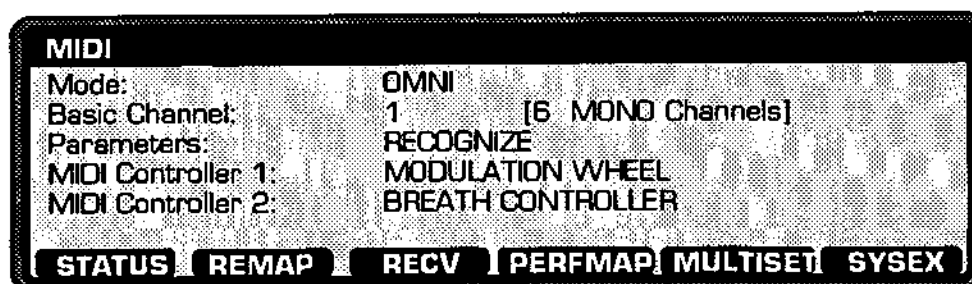 MIDI
Mode: OMNI
Basic Channel: 1 [6 MONO Channels]
Parameters: RECOGNIZE
MIDI Controller 1: MODULATION WHEEL
MIDI Controller 2: BREATH CONTROLLER
STATUS REMAP RECV PERFMAP MULTISET SYSEX